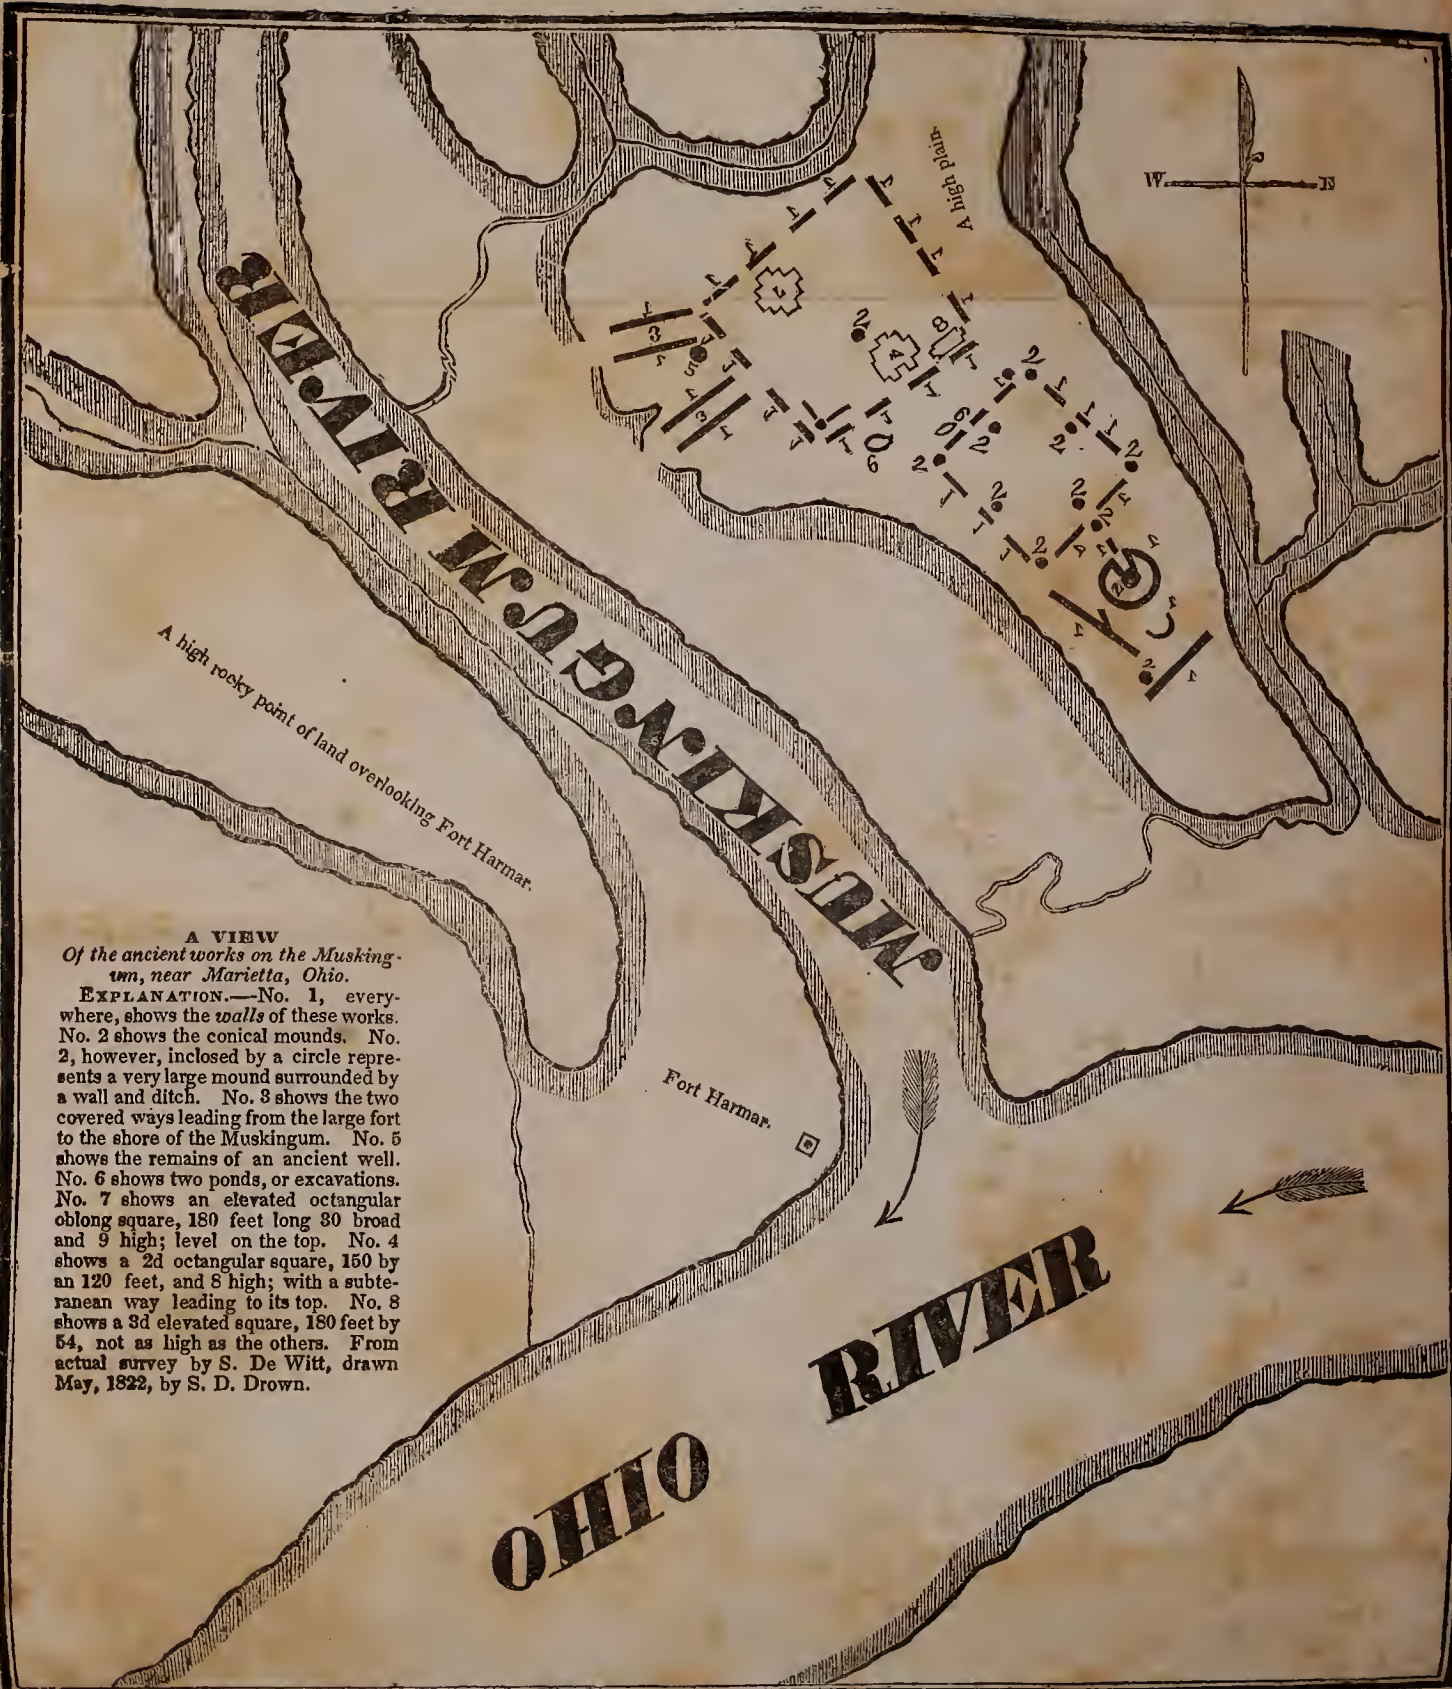 A high plain.
W E
MUSKINGUM RIVER
A high rocky point of land overlooking Fort Harmar.
Fort Harmar.
OHIO RIVER
A VIEW
Of the ancient works on the Musking-
um, near Marietta, Ohio.
EXPLANATION.—No. 1, every-
where, shows the walls of these works.
No. 2 shows the conical mounds. No.
2, however, inclosed by a circle repre-
sents a very large mound surrounded by
a wall and ditch. No. 3 shows the two
covered ways leading from the large fort
to the shore of the Muskingum. No. 5
shows the remains of an ancient well.
No. 6 shows two ponds, or excavations.
No. 7 shows an elevated octangular
oblong square, 180 feet long 30 broad
and 9 high; level on the top. No. 4
shows a 2d octangular square, 150 by
an 120 feet, and 8 high; with a subte-
ranean way leading to its top. No. 8
shows a 3d elevated square, 180 feet by
54, not as high as the others. From
actual survey by S. De Witt, drawn
May, 1822, by S. D. Drown.